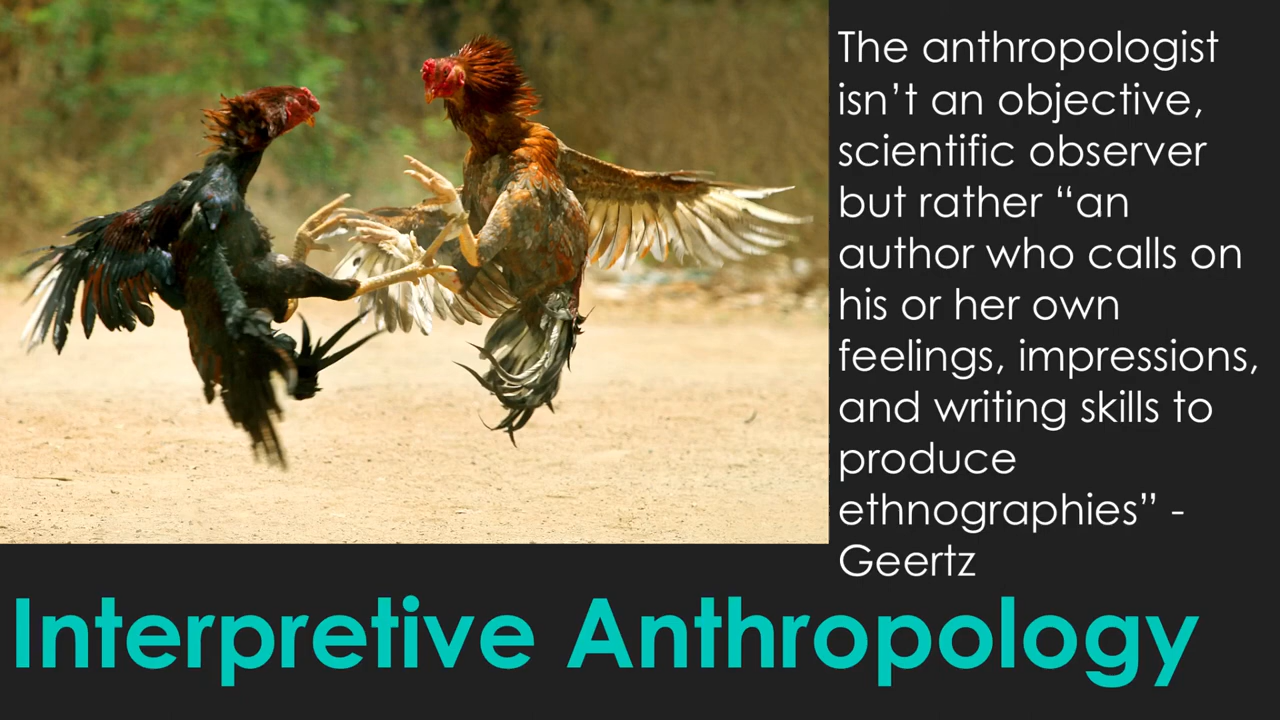 The anthropologist
isn’t an objective,
scientific observer
but rather “an
author who calls on
his or her own
feelings, impressions,
and writing skills to
produce
ethnographies” -
Geertz
Interpretive Anthropology